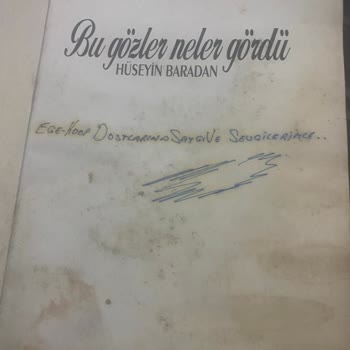 Bu gözler neler gördü
HÜSEYİN BARADAN
EGE-KOOP DOSTLARINA SAYGI VE SEVGİLERİMLE..